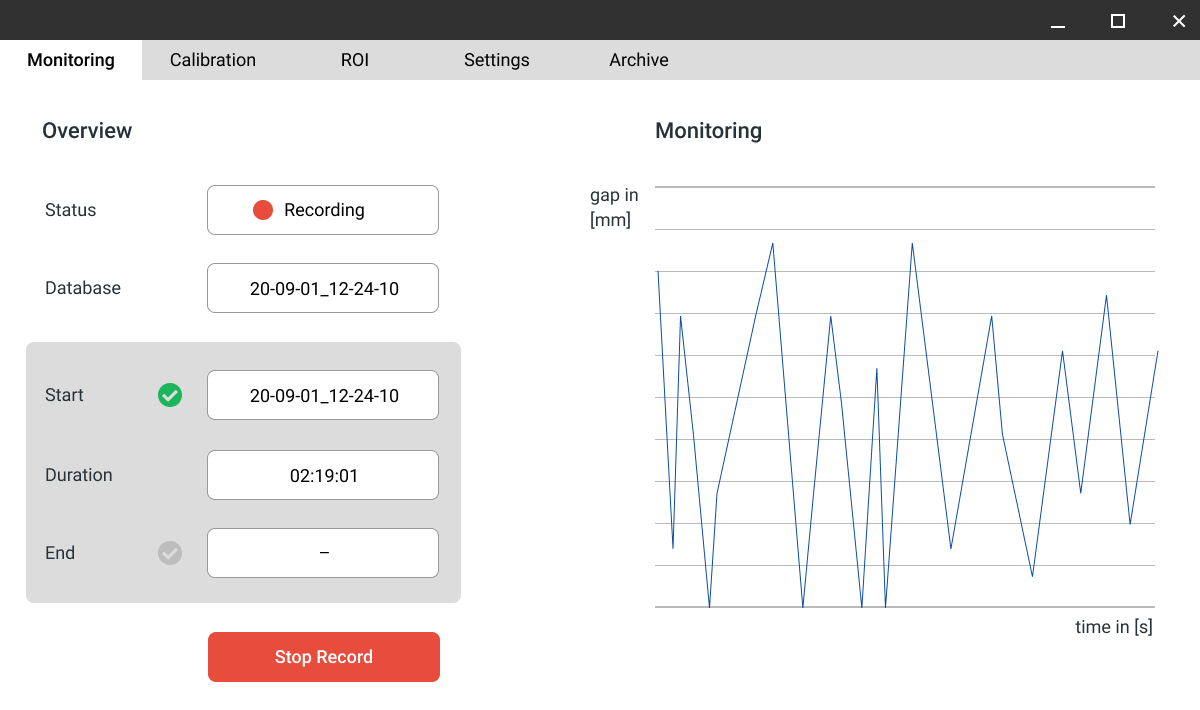 Monitoring Calibration ROI Settings Archive
Overview
Status
Recording
Database
20-09-01_12-24-10
Start
20-09-01_12-24-10
Duration
02:19:01
End
–
Stop Record
Monitoring
gap in
[mm]
time in [s]